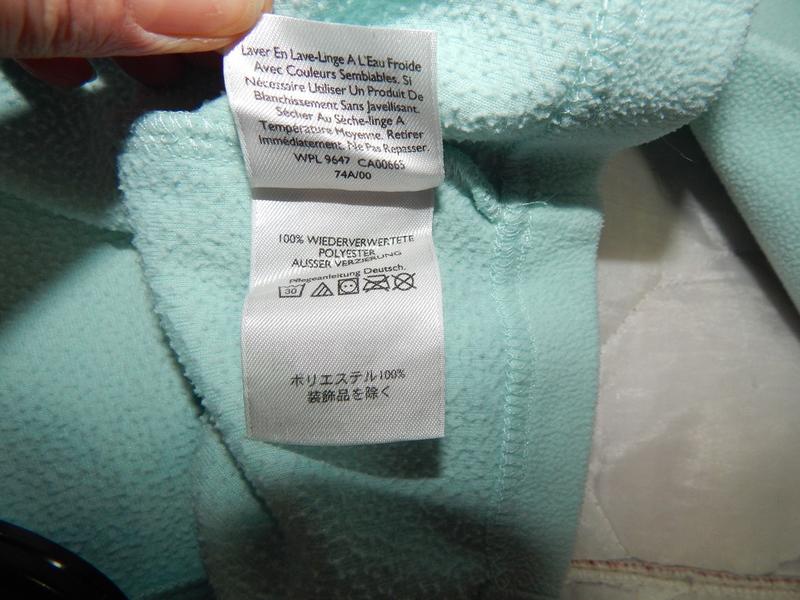 Laver En Lave-Linge A L'Eau Froide
Avec Couleurs Semblables. Si
Nécessaire Utiliser Un Produit De
Blanchissement Sans Javellisant.
Sécher Au Sèche-linge A
Température Moyenne. Retirer
Immédiatement. Ne Pas Repasser.
WPL 9647 CA00665
74A/00
100% WIEDERVERWERTETE
POLYESTER
AUSSER VERZIERUNG
Pflegeanleitung Deutsch.
30
ポリエステル100%
装飾品を除く